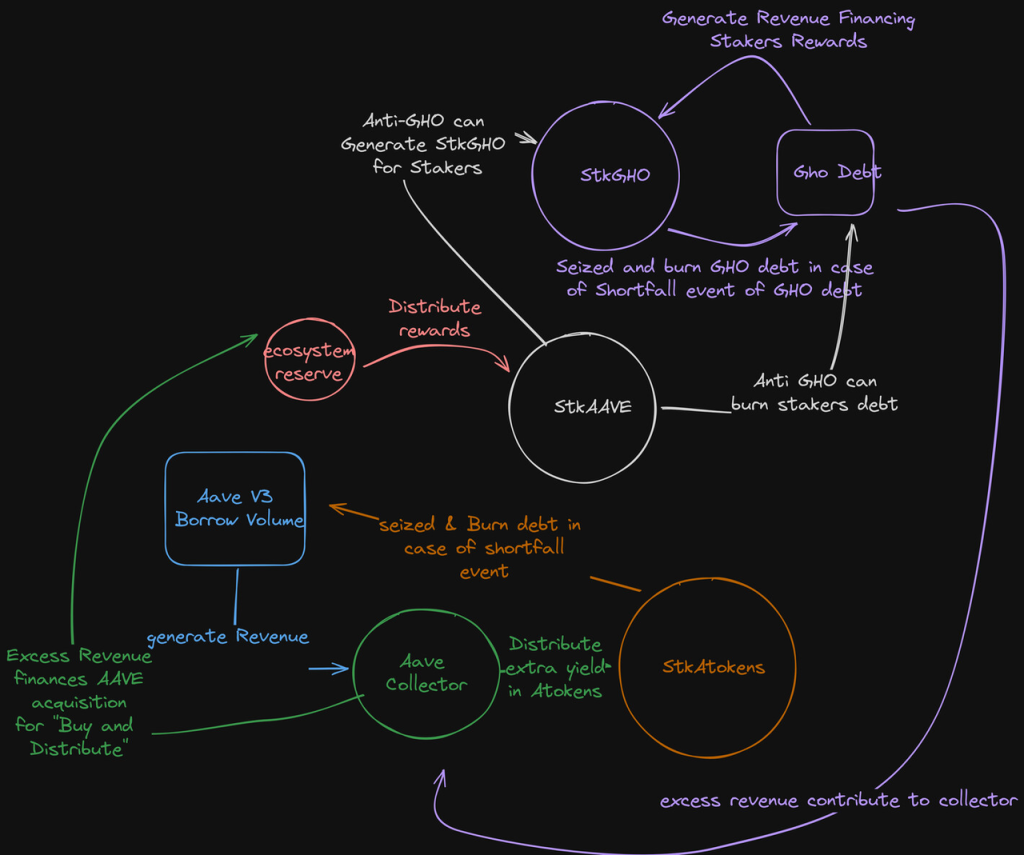 Generate Revenue Financing
Stakers Rewards
Anti-GHO can
Generate StkGHO
for Stakers
StkGHO
Gho Debt
Seized and burn GHO debt in case
of Shortfall event of GHO debt
Distribute
rewards
ecosystem
reserve
StkAAVE
Anti GHO can
burn stakers debt
Aave V3
Borrow Volume
seized & Burn debt in
case of shortfall
event
generate Revenue
Excess Revenue
finances AAVE
acquisition
for "Buy and
Distribute"
Aave
Collector
Distribute
extra yield
in Atokens
StkAtokens
excess revenue contribute to collector